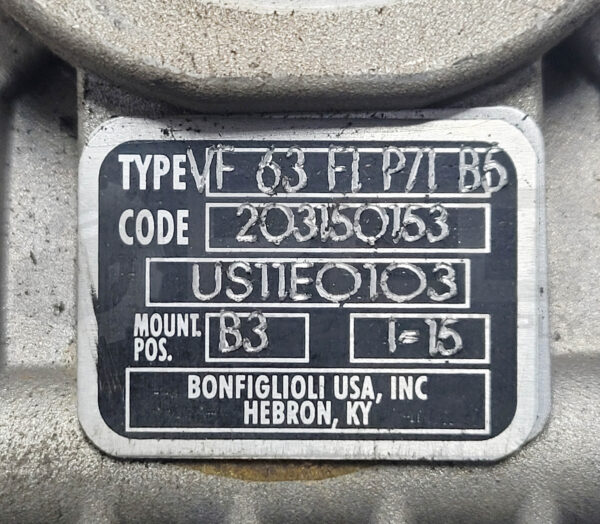 TYPE VF 63 F1 P71 B5
CODE 203150153
US11E0103
MOUNT. POS. B3 i=15
BONFIGLIOLI USA, INC
HEBRON, KY